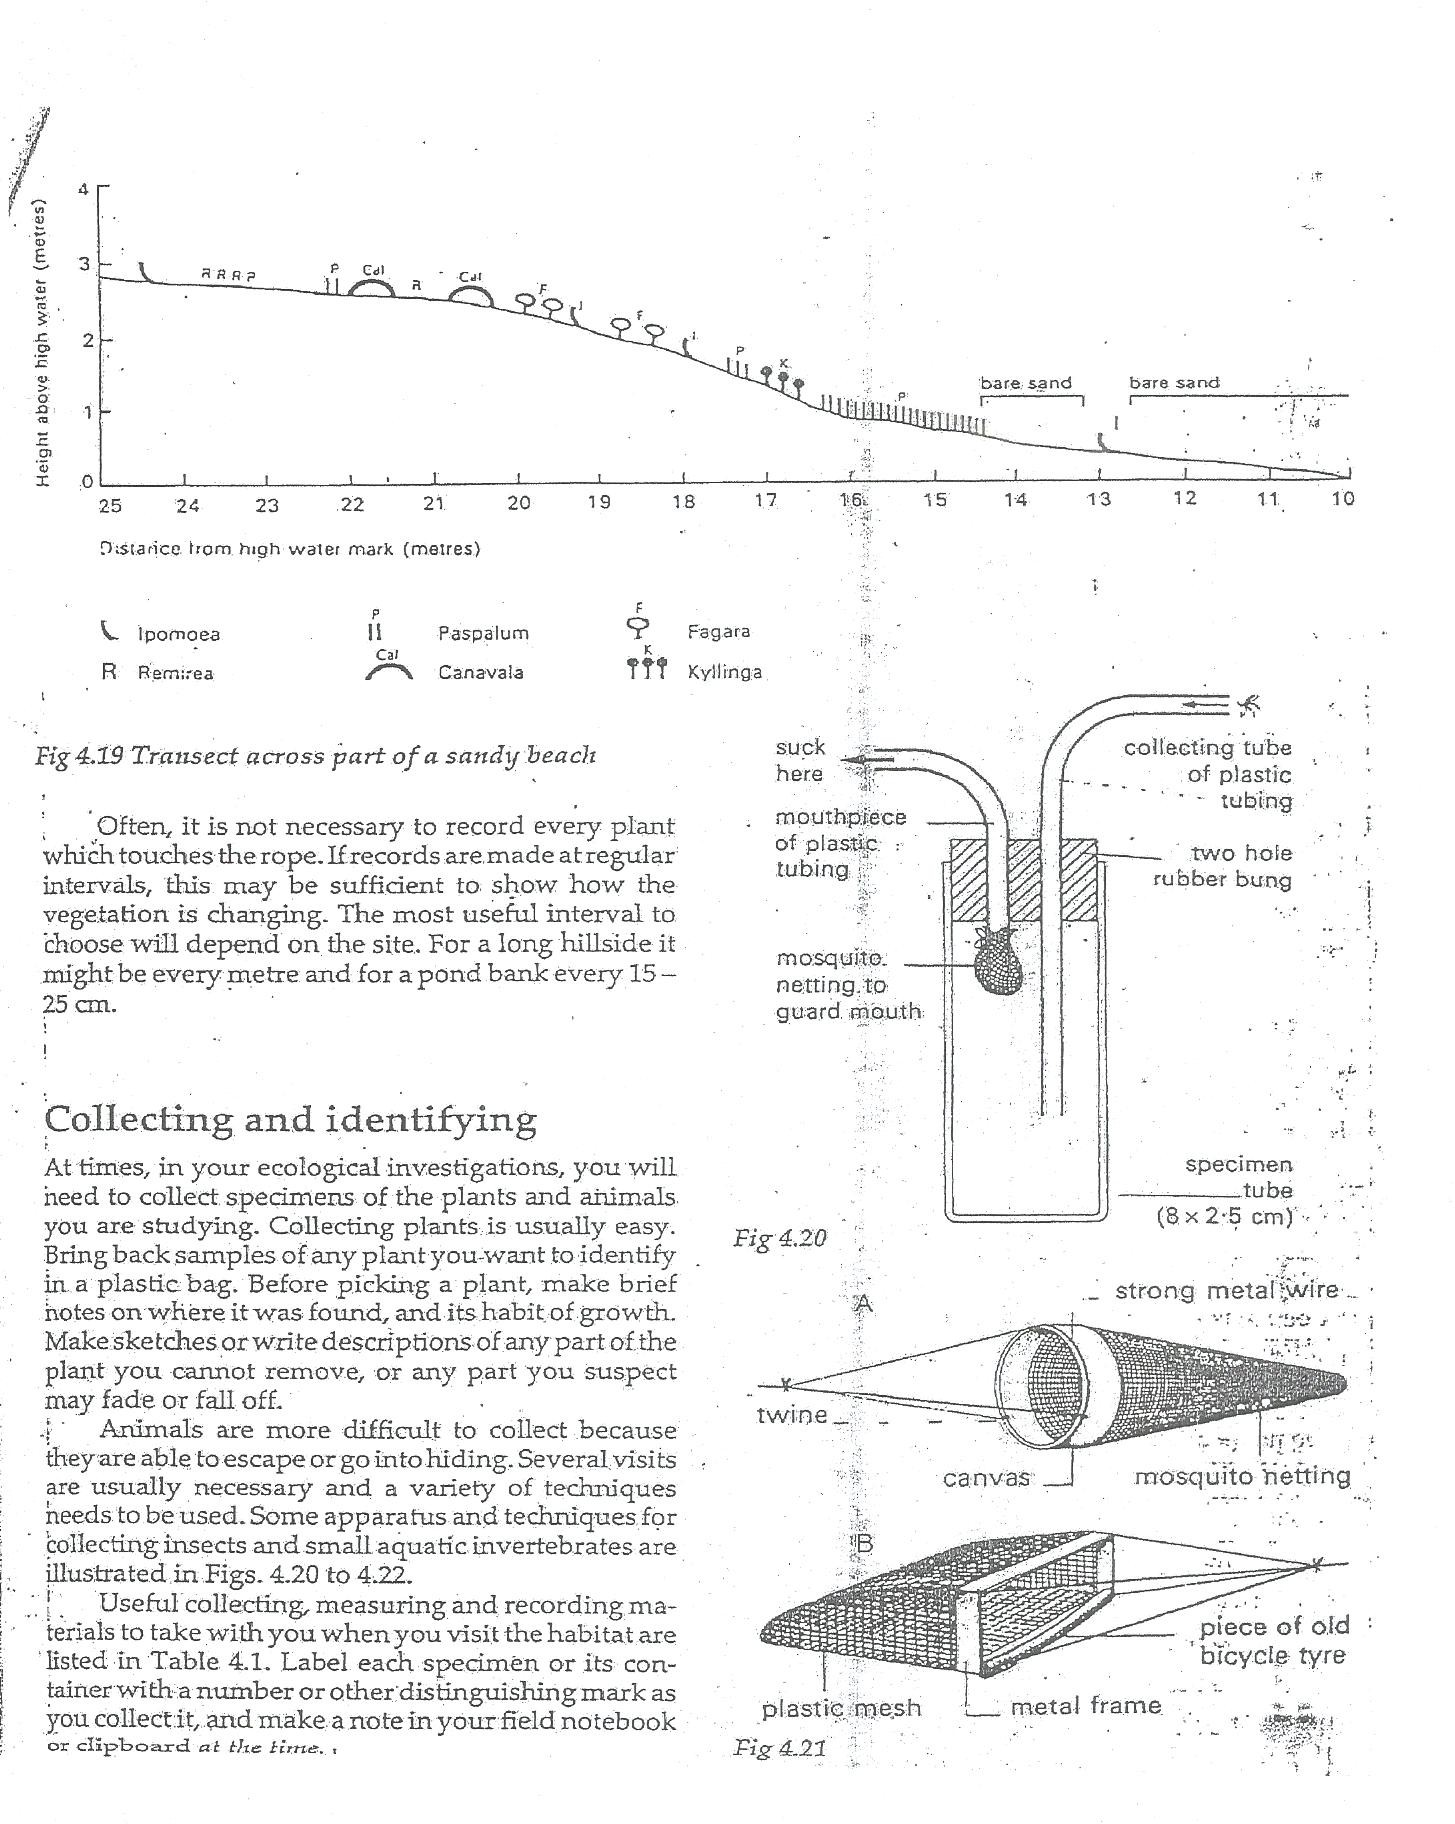 Height above high water (metres)
4
3
2
1
0
R R R P
P
Cal
R
Cal
F
I
F
I
P
K
P
bare sand
I
bare sand
25 24 23 22 21 20 19 18 17 16 15 14 13 12 11 10
Distance from high water mark (metres)
Ipomoea
P
Paspalum
F
Fagara
R Remirea
Cal
Canavala
K
Kyllinga
Fig 4.19 Transect across part of a sandy beach
Often, it is not necessary to record every plant
which touches the rope. If records are made at regular
intervals, this may be sufficient to show how the
vegetation is changing. The most useful interval to
choose will depend on the site. For a long hillside it
might be every metre and for a pond bank every 15 –
25 cm.
Collecting and identifying
At times, in your ecological investigations, you will
need to collect specimens of the plants and animals
you are studying. Collecting plants is usually easy.
Bring back samples of any plant you want to identify
in a plastic bag. Before picking a plant, make brief
notes on where it was found, and its habit of growth.
Make sketches or write descriptions of any part of the
plant you cannot remove, or any part you suspect
may fade or fall off.
Animals are more difficult to collect because
they are able to escape or go into hiding. Several visits
are usually necessary and a variety of techniques
needs to be used. Some apparatus and techniques for
collecting insects and small aquatic invertebrates are
illustrated in Figs. 4.20 to 4.22.
Useful collecting, measuring and recording ma-
terials to take with you when you visit the habitat are
listed in Table 4.1. Label each specimen or its con-
tainer with a number or other distinguishing mark as
you collect it, and make a note in your field notebook
or clipboard at the time.
suck
here
mouthpiece
of plastic
tubing
mosquito
netting to
guard mouth
collecting tube
of plastic
tubing
two hole
rubber bung
specimen
tube
(8 × 2·5 cm)
Fig 4.20
A
strong metal wire
twine
canvas
mosquito netting
B
piece of old
bicycle tyre
plastic mesh
metal frame
Fig 4.21